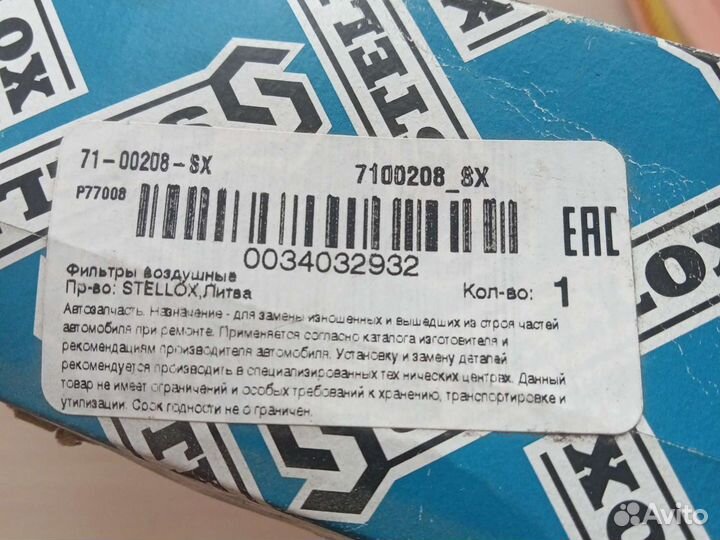 71-00208-SX
7100208_SX
P77008
0034032932
EAC
Фильтры воздушные
Пр-во: STELLOX,Литва
Кол-во: 1
Автозапчасть. Назначение - для замены изношенных и вышедших из строя частей
автомобиля при ремонте. Применяется согласно каталога изготовителя и
рекомендациям производителя автомобиля. Установку и замену деталей
рекомендуется производить в специализированных тех нических центрах. Данный
товар не имеет ограничений и особых требований к хранению, транспортировке и
утилизации. Срок годности не ограничен.
Avito